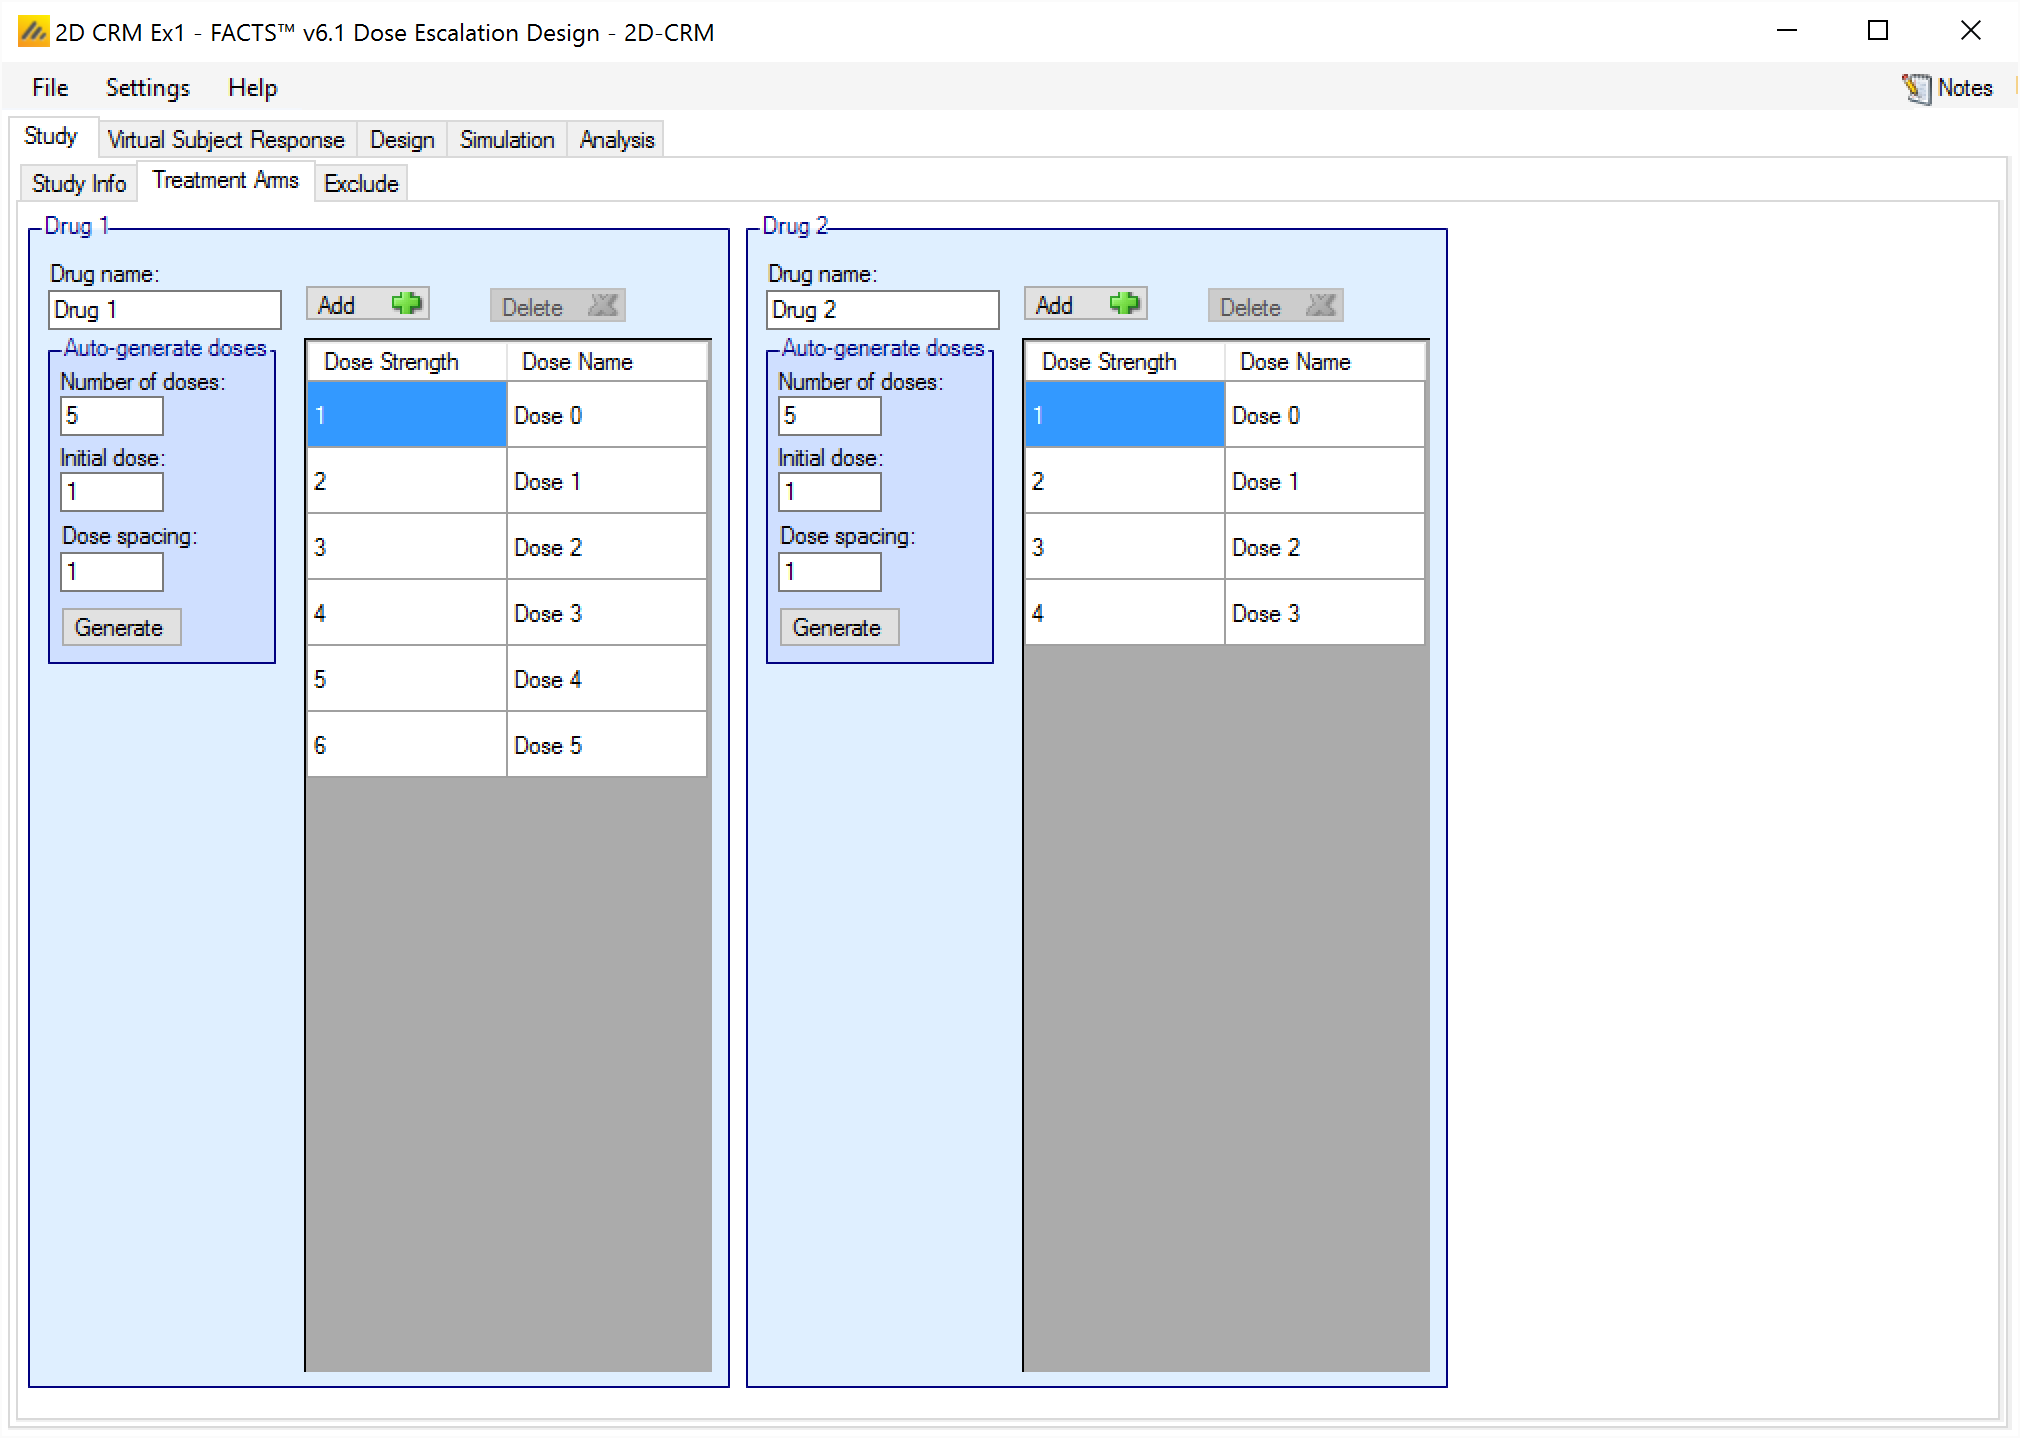 2D CRM Ex1 - FACTS™ v6.1 Dose Escalation Design - 2D-CRM
File Settings Help Notes
Study Virtual Subject Response Design Simulation Analysis
Study Info Treatment Arms Exclude
Drug 1
Drug name:
Drug 1
Add
Delete
Auto-generate doses
Number of doses:
5
Initial dose:
1
Dose spacing:
1
Generate
Dose Strength Dose Name
1 Dose 0
2 Dose 1
3 Dose 2
4 Dose 3
5 Dose 4
6 Dose 5
Drug 2
Drug name:
Drug 2
Add
Delete
Auto-generate doses
Number of doses:
5
Initial dose:
1
Dose spacing:
1
Generate
Dose Strength Dose Name
1 Dose 0
2 Dose 1
3 Dose 2
4 Dose 3